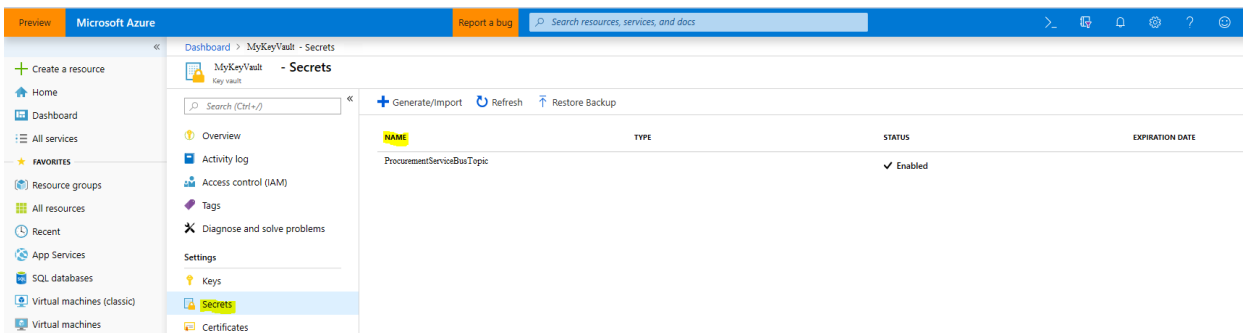 Preview
Microsoft Azure
Report a bug
Search resources, services, and docs
Create a resource
Home
Dashboard
All services
FAVORITES
Resource groups
All resources
Recent
App Services
SQL databases
Virtual machines (classic)
Virtual machines
Dashboard > MyKeyVault - Secrets
MyKeyVault - Secrets
Key vault
Search (Ctrl+/)
Overview
Activity log
Access control (IAM)
Tags
Diagnose and solve problems
Settings
Keys
Secrets
Certificates
Generate/Import Refresh Restore Backup
NAME TYPE STATUS EXPIRATION DATE
ProcurementServiceBusTopic Enabled